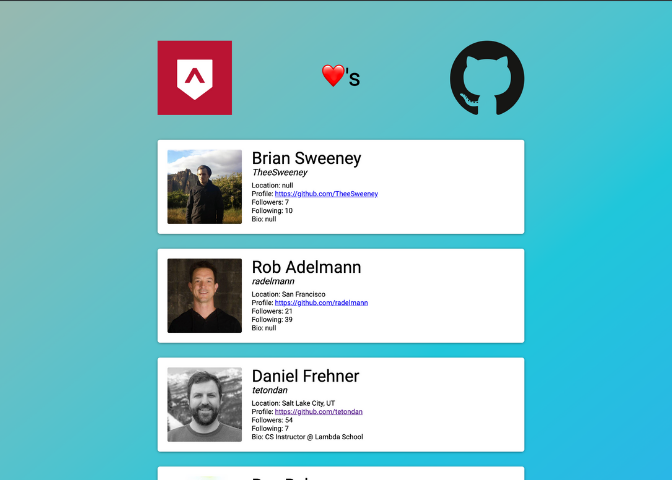 ❤️'s
Brian Sweeney
TheeSweeney
Location: null
Profile: https://github.com/TheeSweeney
Followers: 7
Following: 10
Bio: null
Rob Adelmann
radelmann
Location: San Francisco
Profile: https://github.com/radelmann
Followers: 21
Following: 39
Bio: null
Daniel Frehner
tetondan
Location: Salt Lake City, UT
Profile: https://github.com/tetondan
Followers: 54
Following: 7
Bio: CS Instructor @ Lambda School